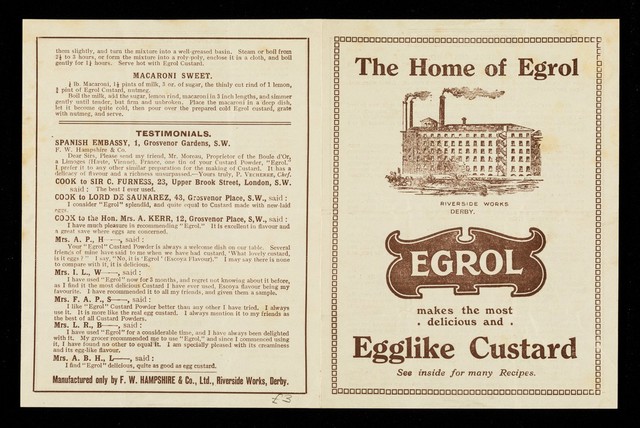 them slightly, and turn the mixture into a well-greased basin. Steam or boil from
2½ to 3 hours, or form the mixture into a roly-poly, enclose it in a cloth, and boil
gently for 1½ hours. Serve hot with Egrol Custard.
MACARONI SWEET.
¼ lb. Macaroni, 1½ pints of milk, 3 oz. of sugar, the thinly cut rind of 1 lemon,
pint of Egrol Custard, nutmeg.
Boil the milk, add the sugar, lemon rind, macaroni in 3 inch lengths, and simmer
gently until tender, but firm and unbroken. Place the macaroni in a deep dish,
let it become quite cold, then pour over the prepared cold Egrol custard, grate
with nutmeg, and serve.
TESTIMONIALS.
SPANISH EMBASSY, 1, Grosvenor Gardens, S.W.
F. W. Hampshire & Co.
Dear Sirs, Please send my friend, Mr. Moreau, Proprietor of the Boule d'Or,
a Limoges (Haute, Vienne), France, one tin of your Custard Powder, "Egrol."
I prefer it to any other similar preparation for the making of Custard. It has a
delicacy of flavour and a richness unsurpassed.—Yours truly, P. VECHERER, Chef.
COOK to SIR C. FURNESS, 23, Upper Brook Street, London, S.W.
said: The best I ever used.
COOK to LORD DE SAUNAREZ, 43, Grosvenor Place, S.W., said:
I consider "Egrol" splendid, and quite equal to Custard made with new-laid
eggs.
COOK to the Hon. Mrs. A. KERR, 12, Grosvenor Place, S.W., said:
I have much pleasure in recommending "Egrol." It is excellent in flavour and
a great save where eggs are concerned.
Mrs. A. P., H——, said:
Your "Egrol" Custard Powder is always a welcome dish on our table. Several
friends of mine have said to me when we have had custard, 'What lovely custard,
is it eggs?' I say, "No, it is 'Egrol' (Escoya Flavour)." I may say there is none
to compare with it, it is delicious.
Mrs. I. L., W——, said:
I have used "Egrol" now for 3 months, and regret not knowing about it before,
as I find it the most delicious Custard I have ever used, Escoya flavour being my
favourite. I have recommended it to all my friends, and given them a sample.
Mrs. F. A. P., S——, said:
I like "Egrol" Custard Powder better than any other I have tried. I always
use it. It is more like the real egg custard. I always mention it to my friends as
the best of all Custard Powders.
Mrs. L. R., B——, said:
I have used "Egrol" for a considerable time, and I have always been delighted
with it. My grocer recommended me to use "Egrol," and since I commenced using
it, I have found no other to equal it. I am specially pleased with its creaminess
and its egg-like flavour.
Mrs. A. B. H., L——, said:
I find "Egrol" delicious, quite as good as egg custard.
Manufactured only by F. W. HAMPSHIRE & Co., Ltd., Riverside Works, Derby.
£3
The Home of Egrol
RIVERSIDE WORKS
DERBY.
EGROL
makes the most
. delicious and .
Egglike Custard
See inside for many Recipes.